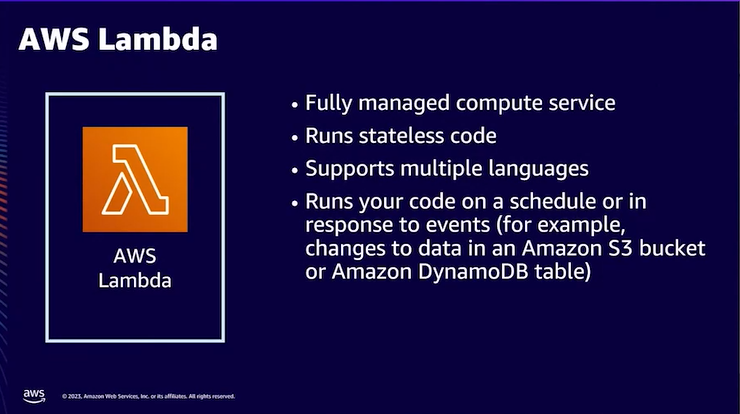 AWS Lambda
AWS
Lambda
• Fully managed compute service
• Runs stateless code
• Supports multiple languages
• Runs your code on a schedule or in
response to events (for example,
changes to data in an Amazon S3 bucket
or Amazon DynamoDB table)
aws
© 2023, Amazon Web Services, Inc. or its affiliates. All rights reserved.